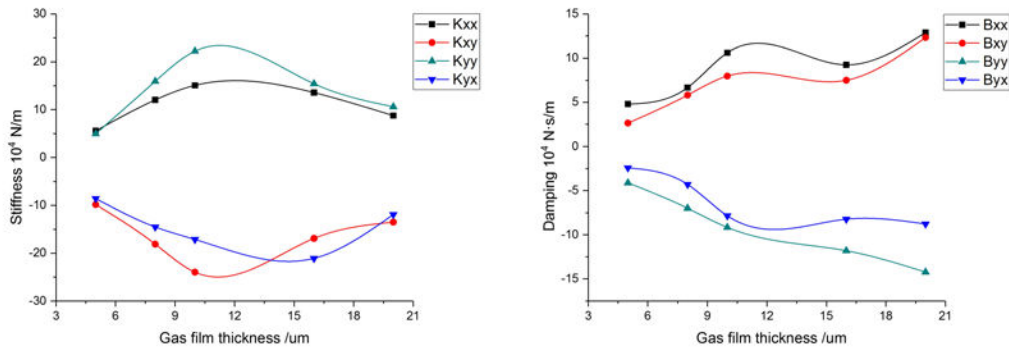 30
20
10
0
-10
-20
-30
3
6
9
12
15
18
21
Stiffness 10⁴ N/m
Gas film thickness /um
Kxx
Kxy
Kyy
Kyx
15
10
5
0
-5
-10
-15
3
6
9
12
15
18
21
Damping 10⁴ N·s/m
Gas film thickness /um
Bxx
Bxy
Byy
Byx